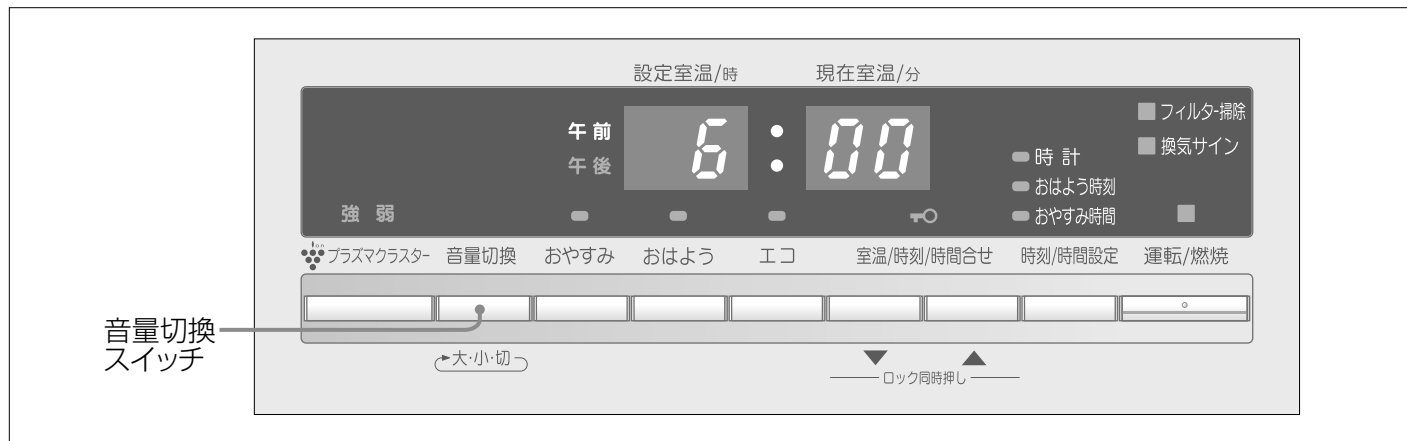 設定室温/時 現在室温/分
午前 6:00
午後
フィルター掃除
換気サイン
時計
おはよう時刻
おやすみ時間
強 弱
ion
プラズマクラスター 音量切換 おやすみ おはよう エコ 室温/時刻/時間合せ 時刻/時間設定 運転/燃焼
音量切換
スイッチ
大・小・切
▼ ▲
ロック同時押し